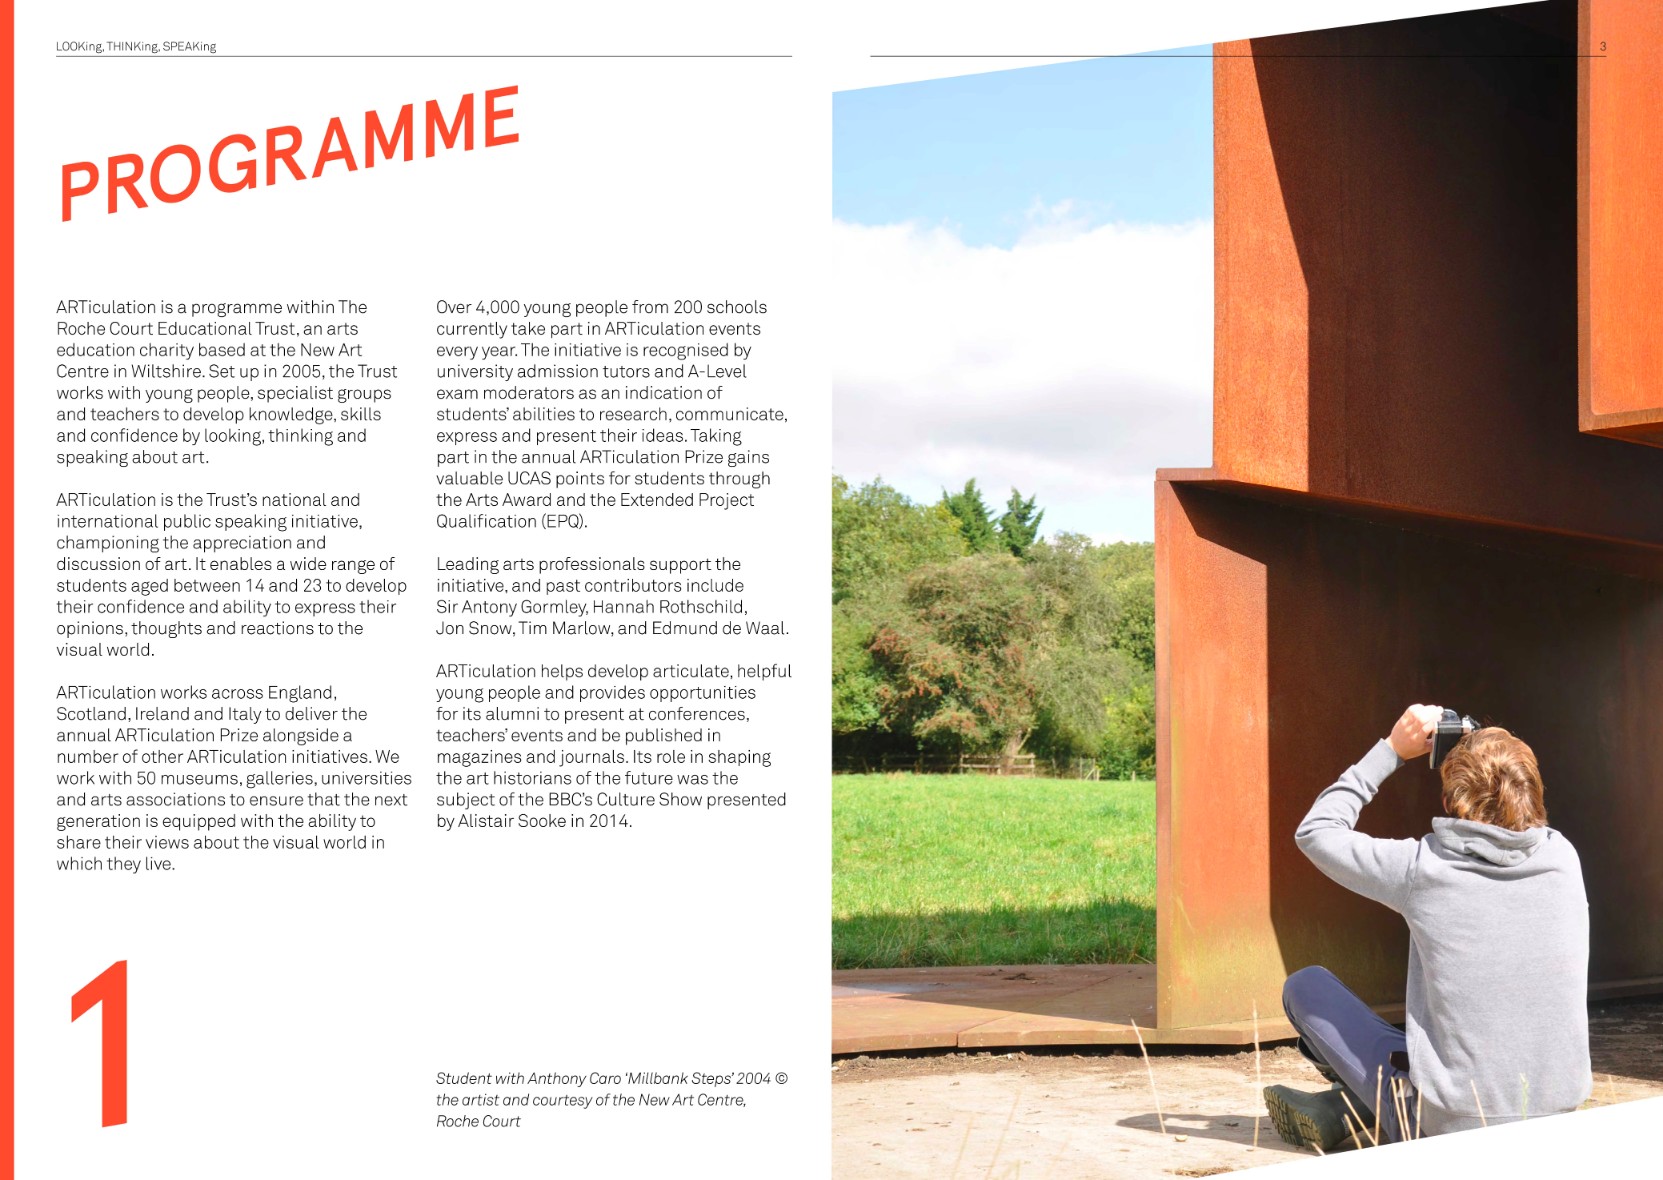 LOOKing, THINKing, SPEAKing
3
PROGRAMME
ARTiculation is a programme within The
Roche Court Educational Trust, an arts
education charity based at the New Art
Centre in Wiltshire. Set up in 2005, the Trust
works with young people, specialist groups
and teachers to develop knowledge, skills
and confidence by looking, thinking and
speaking about art.
ARTiculation is the Trust’s national and
international public speaking initiative,
championing the appreciation and
discussion of art. It enables a wide range of
students aged between 14 and 23 to develop
their confidence and ability to express their
opinions, thoughts and reactions to the
visual world.
ARTiculation works across England,
Scotland, Ireland and Italy to deliver the
annual ARTiculation Prize alongside a
number of other ARTiculation initiatives. We
work with 50 museums, galleries, universities
and arts associations to ensure that the next
generation is equipped with the ability to
share their views about the visual world in
which they live.
Over 4,000 young people from 200 schools
currently take part in ARTiculation events
every year. The initiative is recognised by
university admission tutors and A-Level
exam moderators as an indication of
students’ abilities to research, communicate,
express and present their ideas. Taking
part in the annual ARTiculation Prize gains
valuable UCAS points for students through
the Arts Award and the Extended Project
Qualification (EPQ).
Leading arts professionals support the
initiative, and past contributors include
Sir Antony Gormley, Hannah Rothschild,
Jon Snow, Tim Marlow, and Edmund de Waal.
ARTiculation helps develop articulate, helpful
young people and provides opportunities
for its alumni to present at conferences,
teachers’ events and be published in
magazines and journals. Its role in shaping
the art historians of the future was the
subject of the BBC’s Culture Show presented
by Alistair Sooke in 2014.
1
Student with Anthony Caro ‘Millbank Steps’ 2004 ©
the artist and courtesy of the New Art Centre,
Roche Court